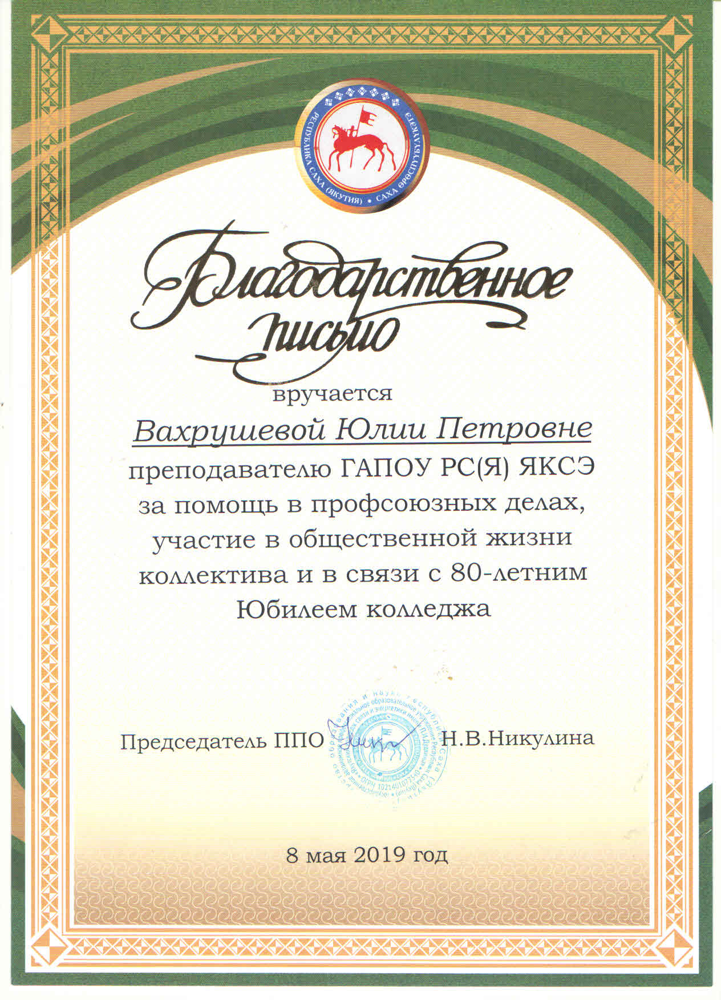 РЕСПУБЛИКА САХА (ЯКУТИЯ) • САХА ӨРӨСПҮҮБҮЛҮКЭТЭ
Благодарственное
письмо
вручается
Вахрушевой Юлии Петровне
преподавателю ГАПОУ РС(Я) ЯКСЭ
за помощь в профсоюзных делах,
участие в общественной жизни
коллектива и в связи с 80-летним
Юбилеем колледжа
Председатель ППО
Н.В.Никулина
8 мая 2019 год